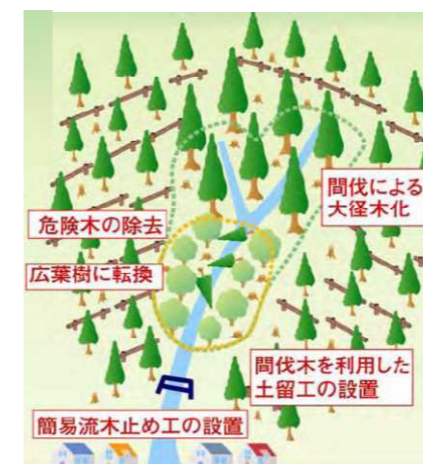 間伐による
大径木化
危険木の除去
広葉樹に転換
間伐木を利用した
土留工の設置
簡易流木止め工の設置